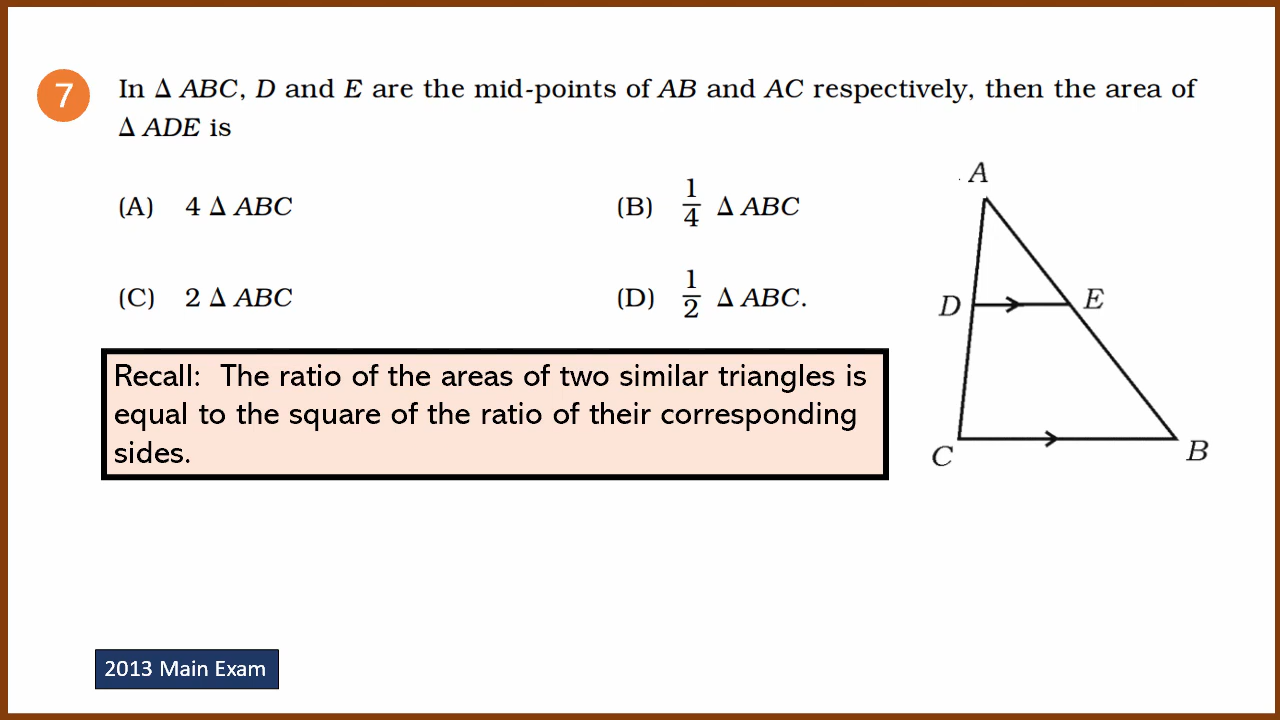 7
In Δ ABC, D and E are the mid-points of AB and AC respectively, then the area of
Δ ADE is
(A) 4 Δ ABC
(B) 1/4 Δ ABC
(C) 2 Δ ABC
(D) 1/2 Δ ABC.
A
D
E
C
B
Recall: The ratio of the areas of two similar triangles is
equal to the square of the ratio of their corresponding
sides.
2013 Main Exam